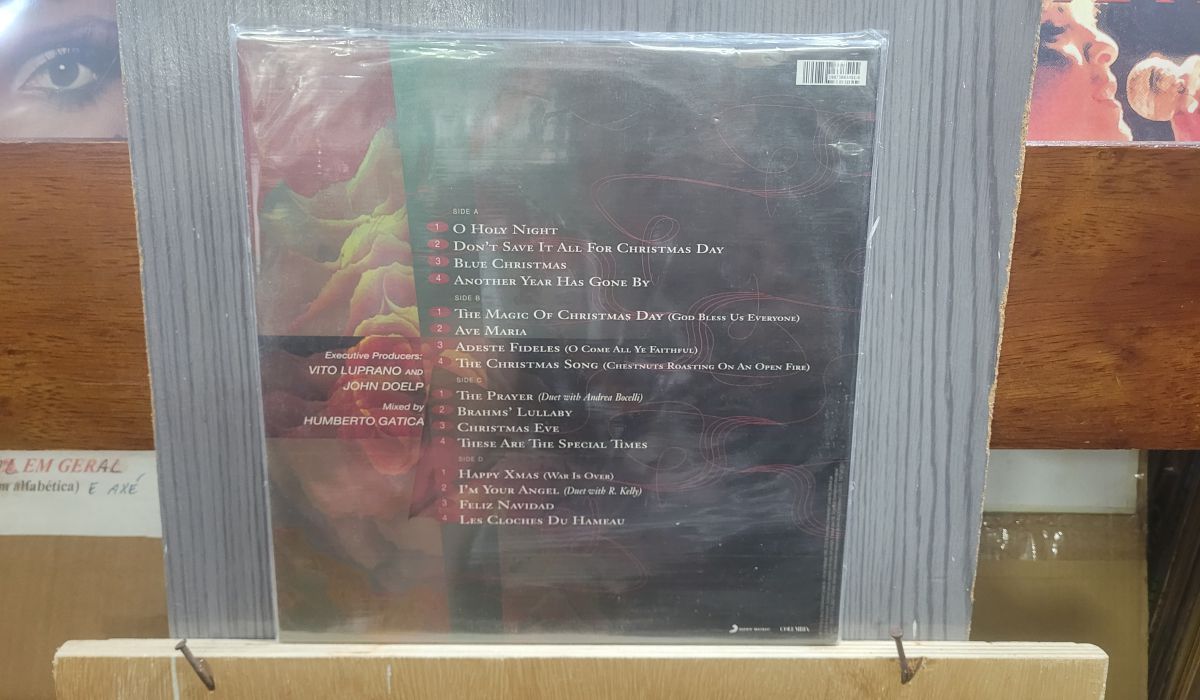 SIDE A
1 O Holy Night
2 Don't Save It All For Christmas Day
3 Blue Christmas
4 Another Year Has Gone By
SIDE B
1 The Magic Of Christmas Day (God Bless Us Everyone)
2 Ave Maria
3 Adeste Fideles (O Come All Ye Faithful)
4 The Christmas Song (Chestnuts Roasting On An Open Fire)
SIDE C
1 The Prayer (Duet with Andrea Bocelli)
2 Brahms' Lullaby
3 Christmas Eve
4 These Are The Special Times
SIDE D
1 Happy Xmas (War Is Over)
2 I'm Your Angel (Duet with R. Kelly)
3 Feliz Navidad
4 Les Cloches Du Hameau
Executive Producers:
VITO LUPRANO AND
JOHN DOELP
Mixed by
HUMBERTO GATICA
COLUMBIA
EM GERAL
alfabética) E AXÉ